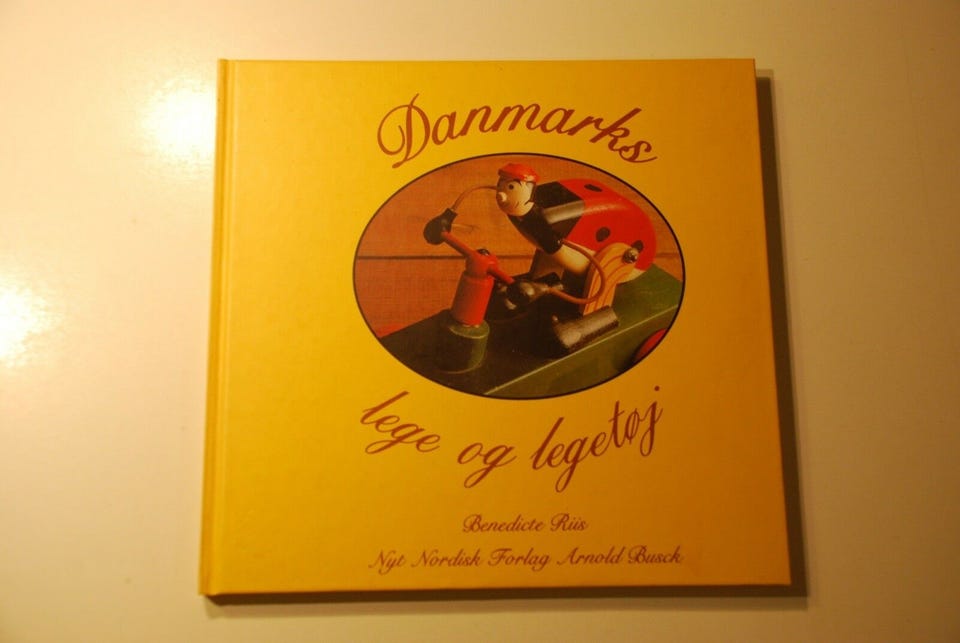 Danmarks
lege og legetøj
Benedicte Riis
Nyt Nordisk Forlag Arnold Busck